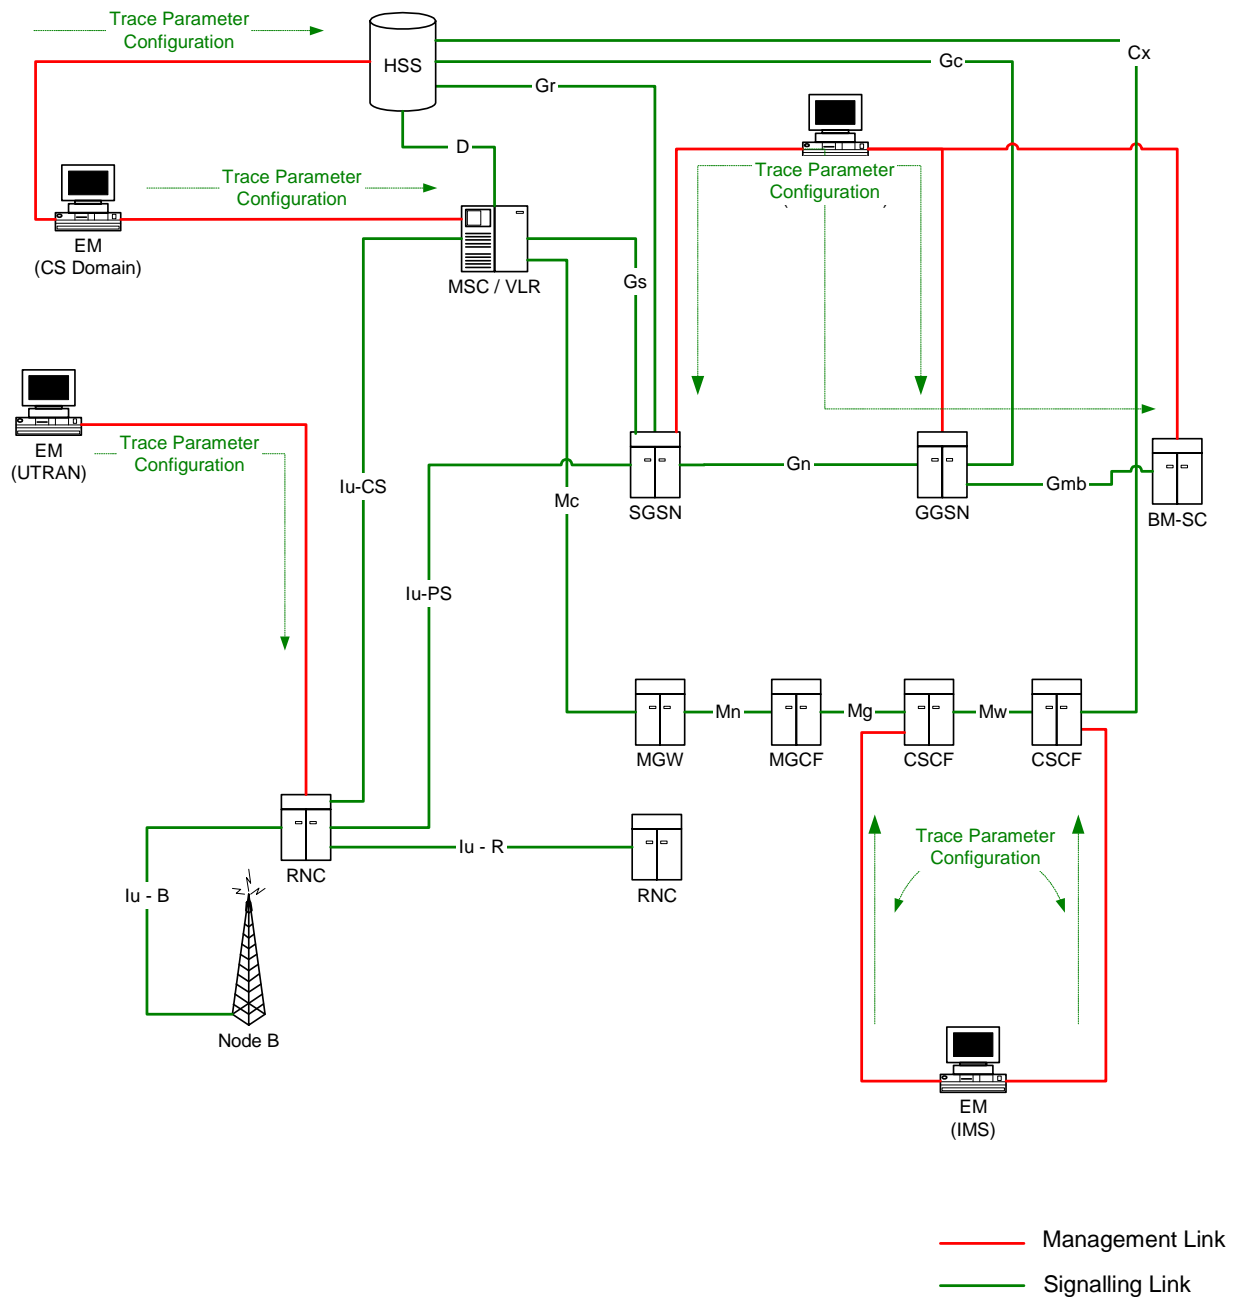 Trace Parameter
Configuration
HSS
Cx
Gc
Gr
D
Trace Parameter
Configuration
Trace Parameter
Configuration
EM
(CS Domain)
MSC / VLR
Gs
EM
(UTRAN)
Trace Parameter
Configuration
Iu-CS
Mc
SGSN
Gn
GGSN
Gmb
BM-SC
Iu-PS
Mn
Mg
Mw
MGW
MGCF
CSCF
CSCF
Iu - R
RNC
RNC
Trace Parameter
Configuration
Iu - B
Node B
EM
(IMS)
Management Link
Signalling Link